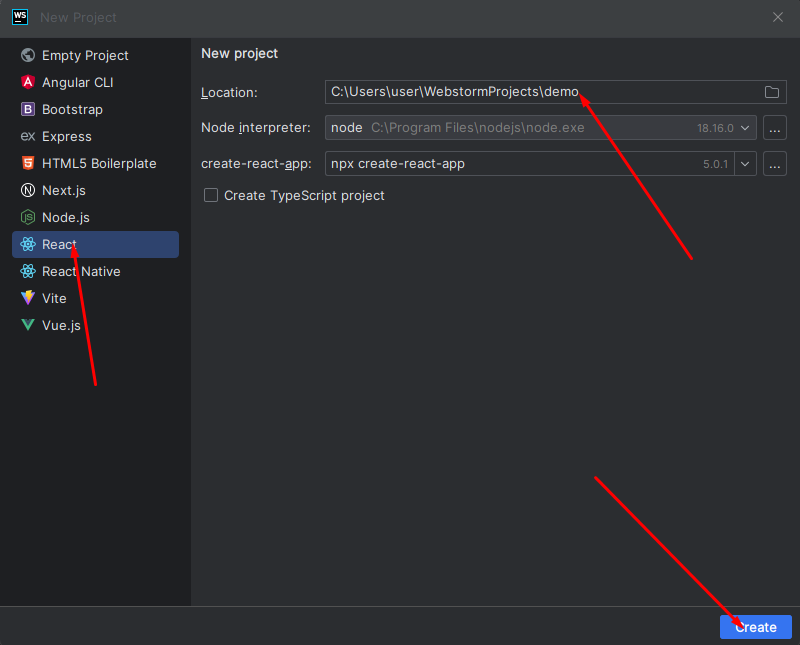 WS
New Project
Empty Project
Angular CLI
Bootstrap
Express
HTML5 Boilerplate
Next.js
Node.js
React
React Native
Vite
Vue.js
New project
Location: C:\Users\user\WebstormProjects\demo
Node interpreter: node C:\Program Files\nodejs\node.exe 18.16.0 ...
create-react-app: npx create-react-app 5.0.1 ...
Create TypeScript project
Create